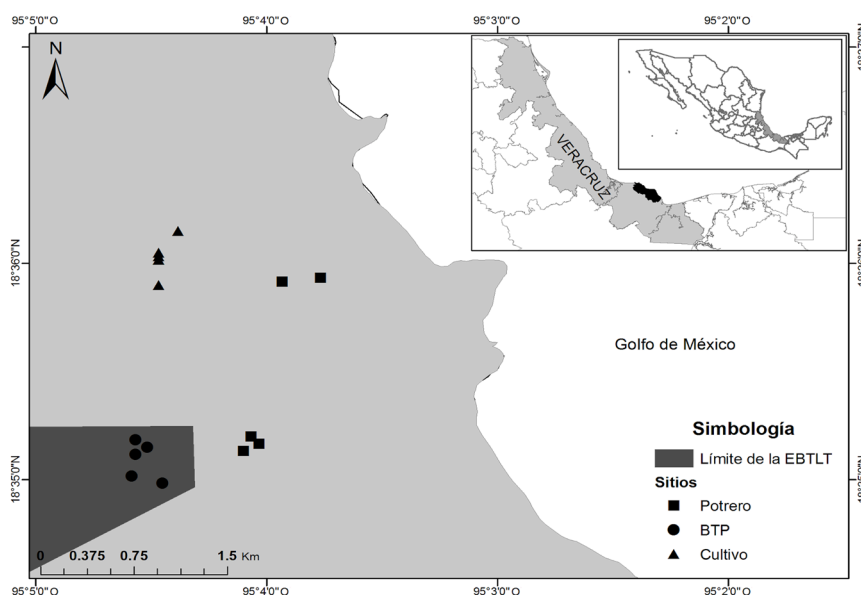 95°5'0"O 95°4'0"O 95°3'0"O 95°2'0"O
N
VERACRUZ
18°36'0"N
Golfo de México
Simbología
Límite de la EBTLT
Sitios
Potrero
BTP
Cultivo
18°35'0"N
0 0.375 0.75 1.5 Km
95°5'0"O 95°4'0"O 95°3'0"O 95°2'0"O